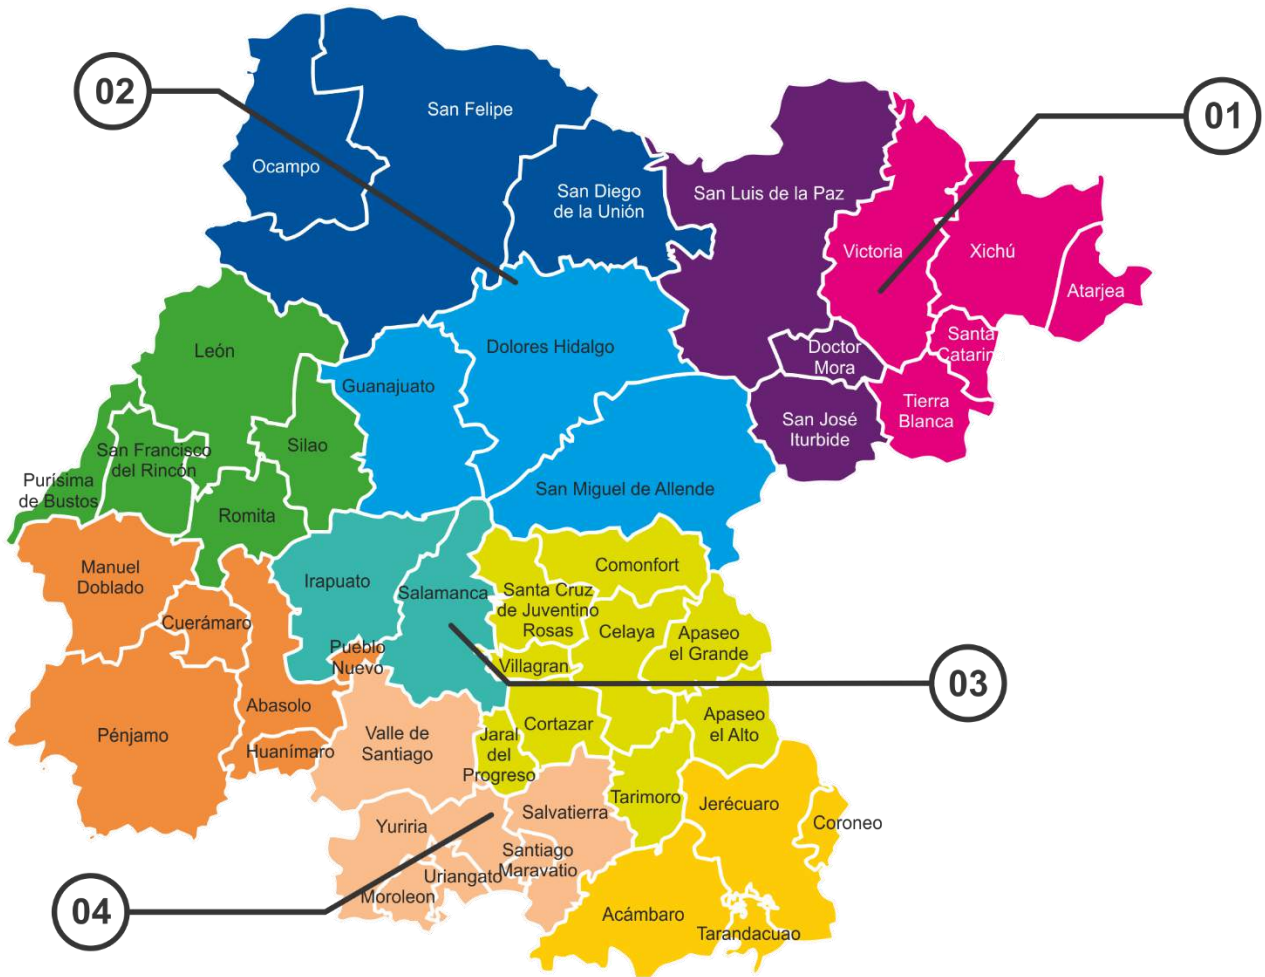 02
01
San Felipe
Ocampo
San Diego
de la Unión
San Luis de la Paz
Victoria
Xichú
Atarjea
León
Dolores Hidalgo
Doctor
Mora
Santa
Catarin
Guanajuato
San José
Iturbide
Tierra
Blanca
San Francisco
del Rincón
Silao
Purísima
de Bustos
San Miguel de Allende
Romita
Manuel
Doblado
Irapuato
Salamanca
Comonfort
Santa Cruz
de Juventino
Rosas
Cuerámaro
Celaya
Apaseo
el Grande
Pueblo
Nuevo
Villagran
03
Abasolo
Pénjamo
Huanímaro
Valle de
Santiago
Jaral
del
Progreso
Cortazar
Apaseo
el Alto
Tarimoro
Jerécuaro
Coroneo
Yuriria
Salvatierra
Santiago
Maravatio
Uriangato
Moroleon
04
Acámbaro
Tarandacuao